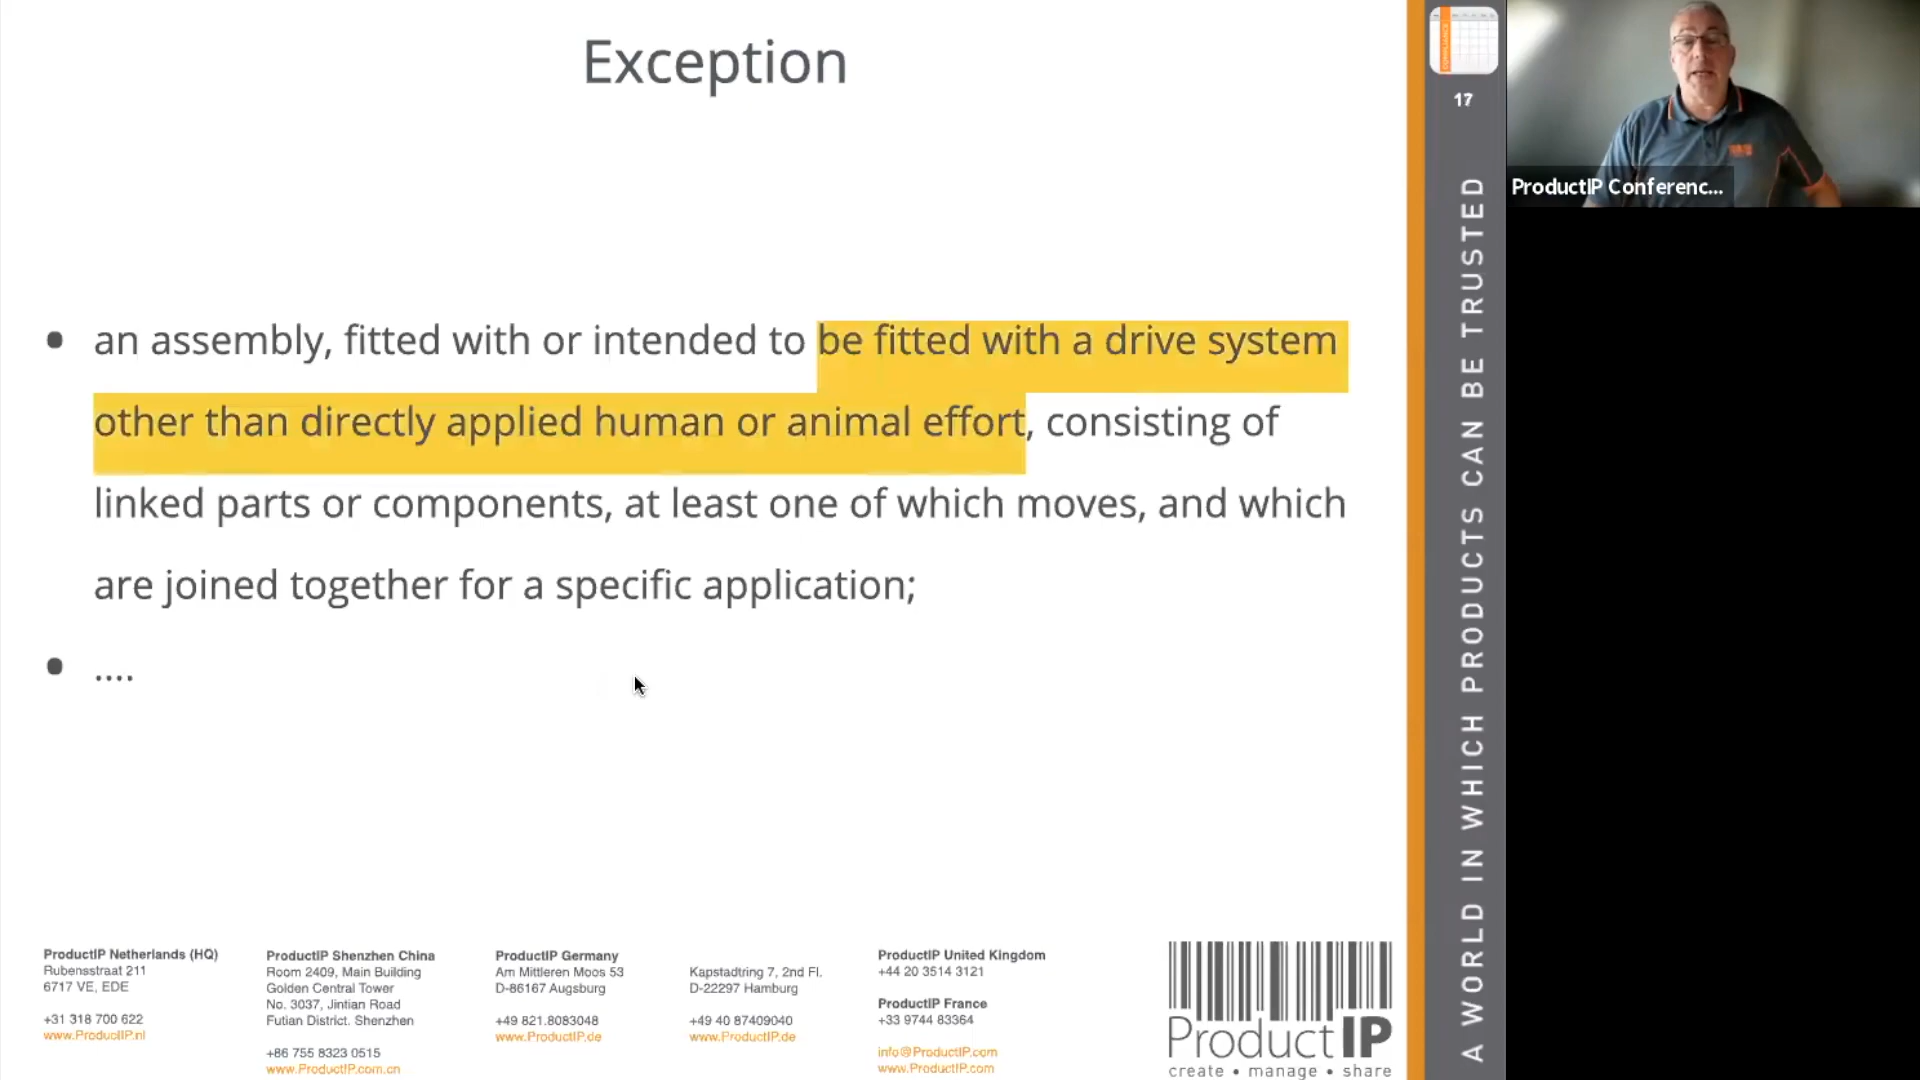 Exception
• an assembly, fitted with or intended to be fitted with a drive system
other than directly applied human or animal effort, consisting of
linked parts or components, at least one of which moves, and which
are joined together for a specific application;
• ....
17
A WORLD IN WHICH PRODUCTS CAN BE TRUSTED
ProductIP Conferenc...
ProductIP Netherlands (HQ)
Rubensstraat 211
6717 VE, EDE
+31 318 700 622
www.ProductIP.nl
ProductIP Shenzhen China
Room 2409, Main Building
Golden Central Tower
No. 3037, Jintian Road
Futian District. Shenzhen
+86 755 8323 0515
www.ProductIP.com.cn
ProductIP Germany
Am Mittleren Moos 53
D-86167 Augsburg
+49 821.8083048
www.ProductIP.de
Kapstadtring 7, 2nd Fl.
D-22297 Hamburg
+49 40 87409040
www.ProductIP.de
ProductIP United Kingdom
+44 20 3514 3121
ProductIP France
+33 9744 83364
info@ProductIP.com
www.ProductIP.com
ProductIP
create • manage • share